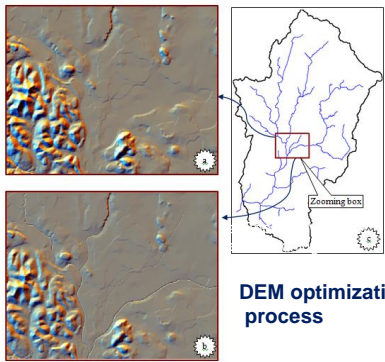 a
Zooming box
c
b
DEM optimizati
process